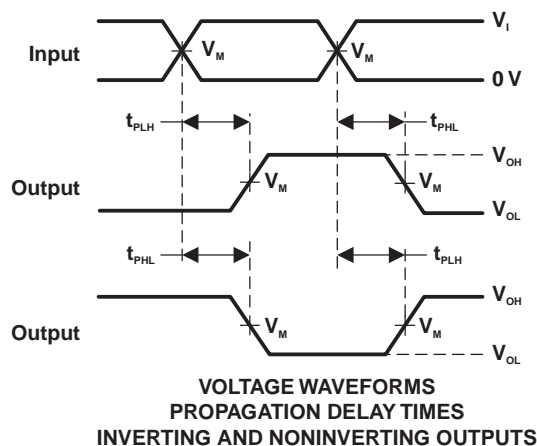 V_I
Input
V_M
V_M
0 V
t_PLH
t_PHL
V_OH
Output
V_M
V_M
V_OL
t_PHL
t_PLH
V_OH
Output
V_M
V_M
V_OL
VOLTAGE WAVEFORMS
PROPAGATION DELAY TIMES
INVERTING AND NONINVERTING OUTPUTS